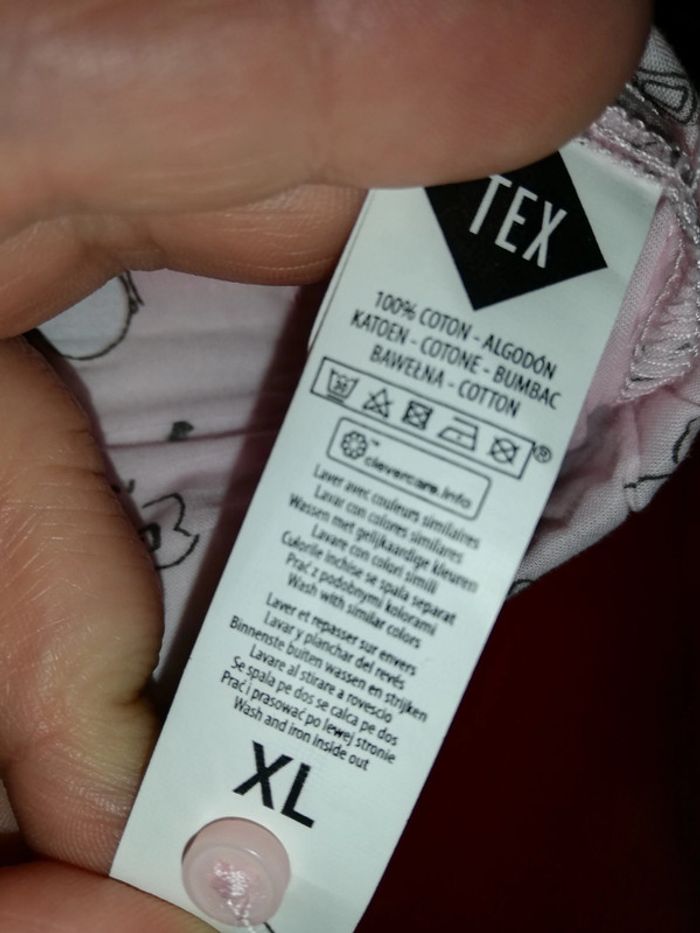 TEX
100% COTON - ALGODÓN
KATOEN - COTONE - BUMBAC
BAWEŁNA - COTTON
®
™
clevercare.info
Laver avec couleurs similaires
Lavar con colores similares
Wassen met gelijkaardige kleuren
Lavare con colori simili
Culorile inchise se spala separat
Prać z podobnymi kolorami
Wash with similar colors
Laver et repasser sur envers
Lavar y planchar del revés
Binnenste buiten wassen en strijken
Lavare al stirare a rovescio
Se spala pe dos se calca pe dos
Prać i prasować po lewej stronie
Wash and iron inside out
XL